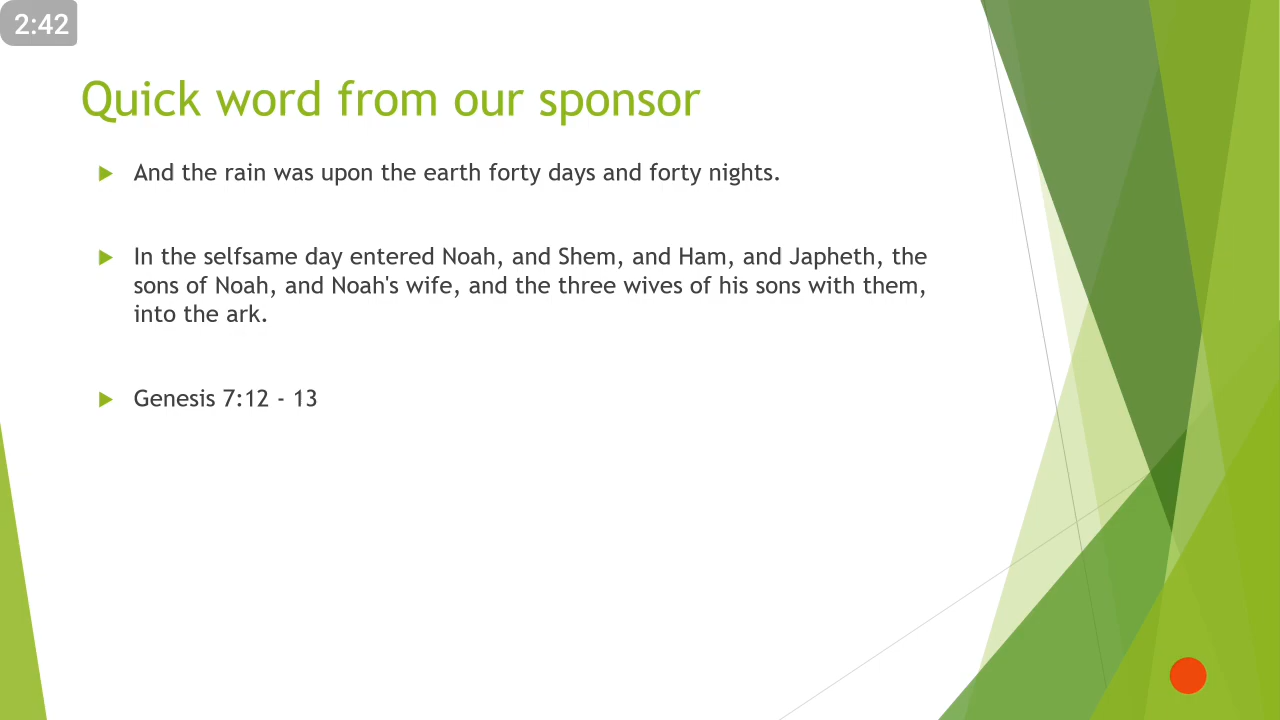 2:42
Quick word from our sponsor
And the rain was upon the earth forty days and forty nights.
In the selfsame day entered Noah, and Shem, and Ham, and Japheth, the
sons of Noah, and Noah's wife, and the three wives of his sons with them,
into the ark.
Genesis 7:12 - 13